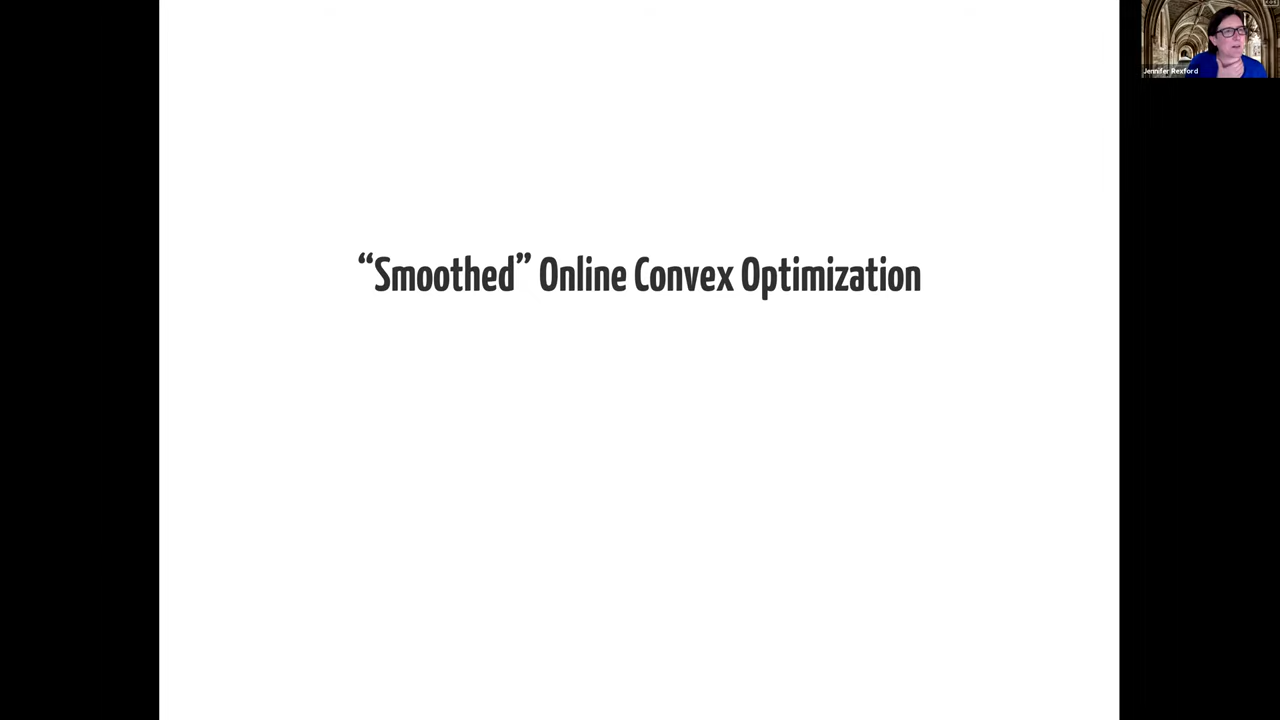 “Smoothed” Online Convex Optimization
Jennifer Rexford